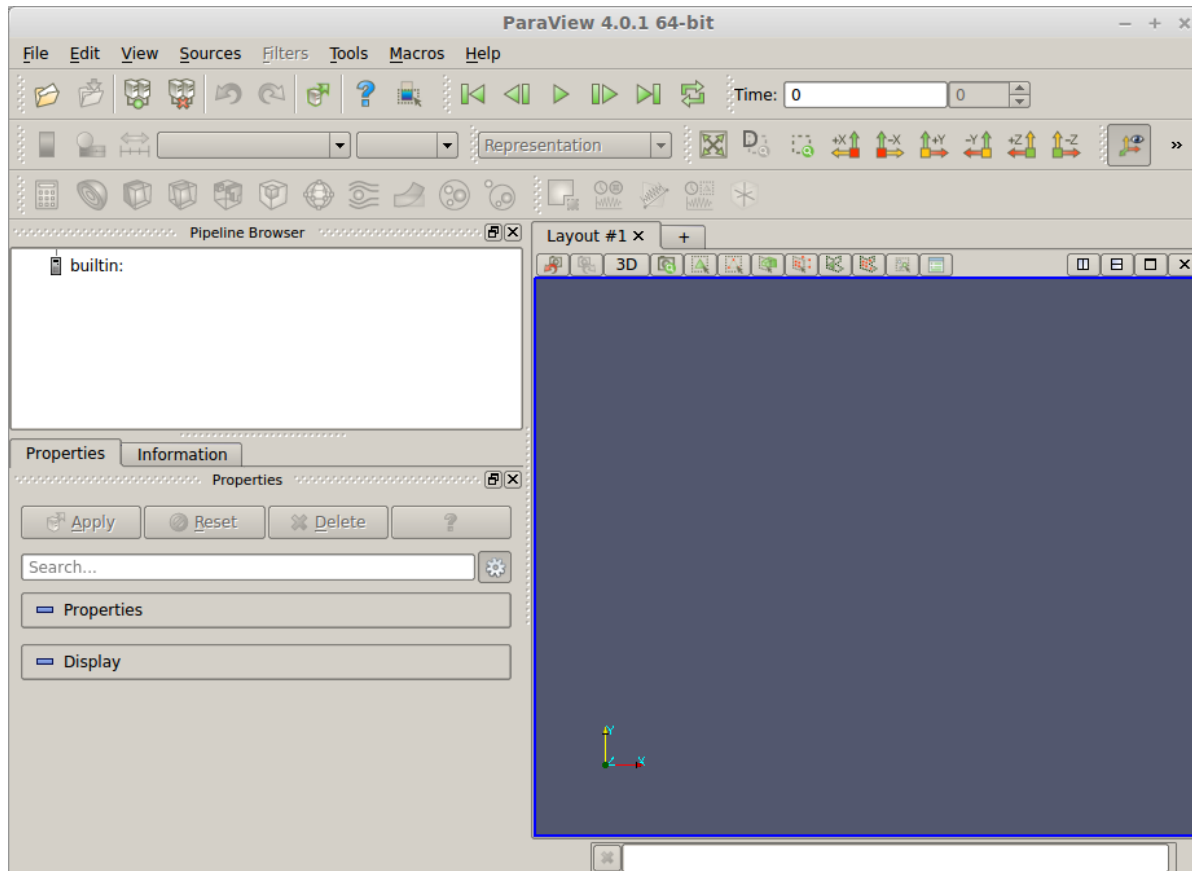 ParaView 4.0.1 64-bit
File Edit View Sources Filters Tools Macros Help
? Time: 0 0
Representation D +X -X +Y -Y +Z -Z »
Pipeline Browser
Layout #1 × +
builtin:
3D
Properties Information
Properties
Apply Reset Delete ?
Search...
Properties
Display
Y
Z X